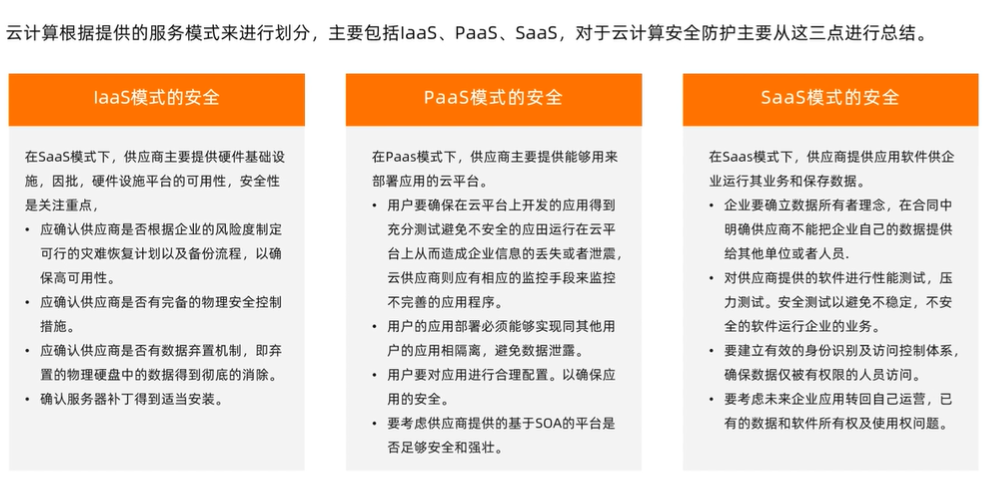 云计算根据提供的服务模式来进行划分，主要包括IaaS、PaaS、SaaS，对于云计算安全防护主要从这三点进行总结。
IaaS模式的安全
在SaaS模式下，供应商主要提供硬件基础设
施，因批，硬件设施平台的可用性，安全性
是关注重点，
• 应确认供应商是否根据企业的风险度制定
可行的灾难恢复计划以及备份流程，以确
保高可用性。
• 应确认供应商是否有完备的物理安全控制
措施。
• 应确认供应商是否有数据弃置机制，即弃
置的物理硬盘中的数据得到彻底的消除。
• 确认服务器补丁得到适当安装。
PaaS模式的安全
在Paas模式下，供应商主要提供能够用来
部署应用的云平台。
• 用户要确保在云平台上开发的应用得到
充分测试避免不安全的应田运行在云平
台上从而造成企业信息的丢失或者泄震，
云供应商则应有相应的监控手段来监控
不完善的应用程序。
• 用户的应用部署必须能够实现同其他用
户的应用相隔离，避免数据泄露。
• 用户要对应用进行合理配置。以确保应
用的安全。
• 要考虑供应商提供的基于SOA的平台是
否足够安全和强壮。
SaaS模式的安全
在Saas模式下，供应商提供应用软件供企
业运行其业务和保存数据。
• 企业要确立数据所有者理念，在合同中
明确供应商不能把企业自己的数据提供
给其他单位或者人员.
• 对供应商提供的软件进行性能测试，压
力测试。安全测试以避免不稳定，不安
全的软件运行企业的业务。
• 要建立有效的身份识别及访问控制体系，
确保数据仅被有权限的人员访问。
• 要考虑未来企业应用转回自己运营，已
有的数据和软件所有权及使用权问题。